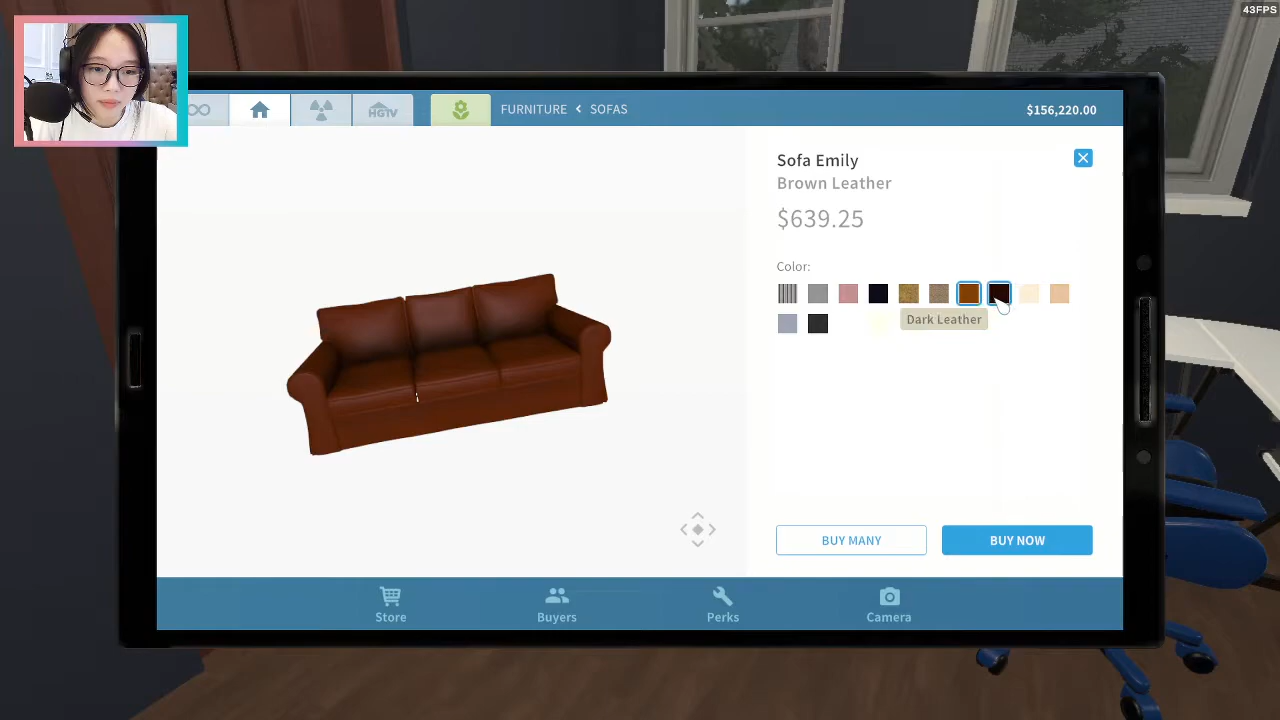 43FPS
HGTV
FURNITURE < SOFAS
$156,220.00
Sofa Emily
Brown Leather
$639.25
Color:
Dark Leather
BUY MANY
BUY NOW
Store
Buyers
Perks
Camera